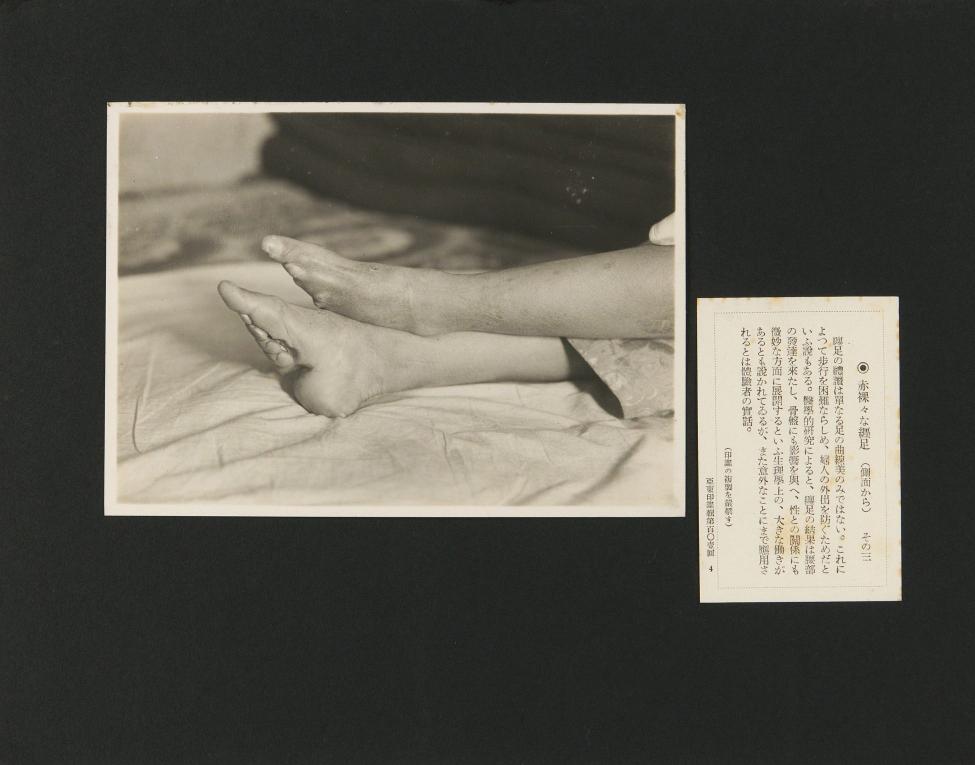 ◉ 赤裸々な纏足 (側面から) その三
纏足の禮讚は單なる足の曲線美のみではない。これに
よつて歩行を困難ならしめ、婦人の外出を防ぐためだと
いふ説もある。醫學的研究によると、纏足の結果は腰部
の發達を來たし、骨盤にも影響を與へ、性との關係にも
微妙な方面に展開するといふ生理學上の、大きな働きが
あるとも説かれてゐるが、また意外なことにまで應用さ
れるとは體驗者の實話。
(印畫の複製を嚴禁す)
亞東印畫輯第百〇壹回 4